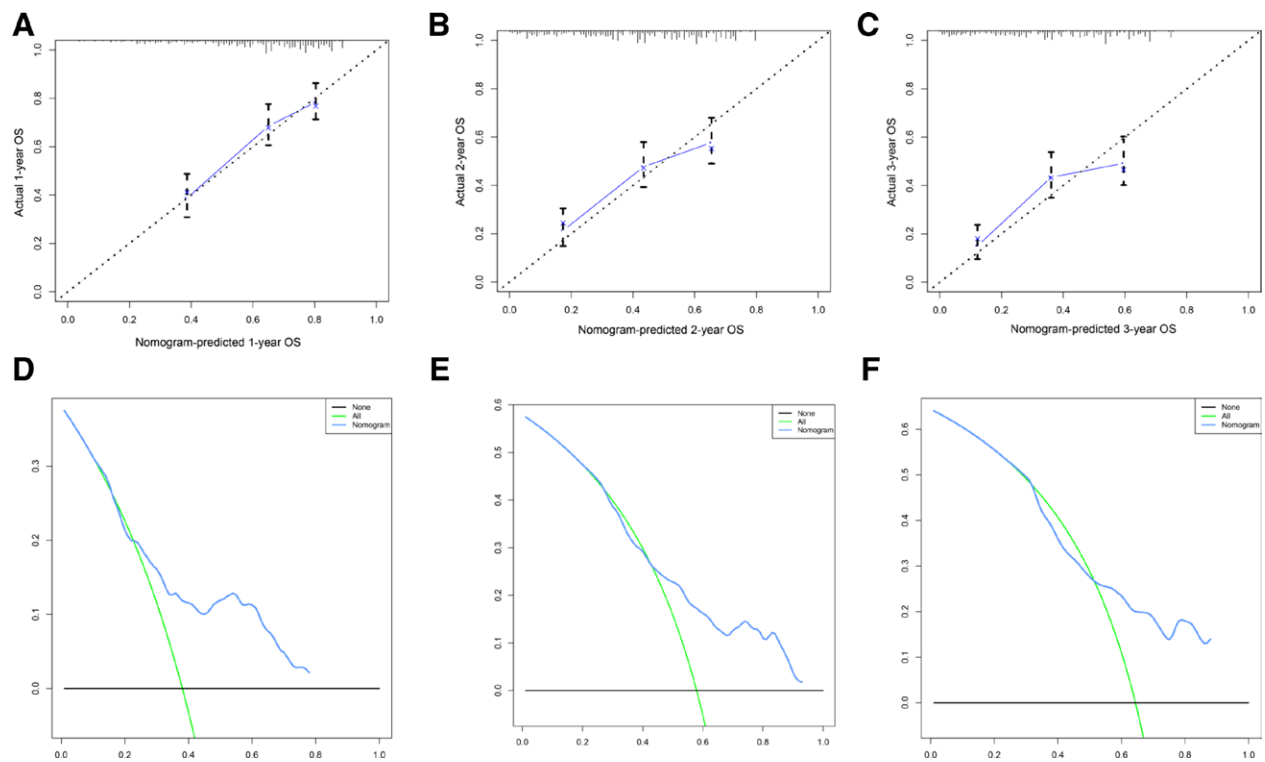 A
Actual 1-year OS
1.0
0.8
0.6
0.4
0.2
0.0
0.0 0.2 0.4 0.6 0.8 1.0
Nomogram-predicted 1-year OS
B
Actual 2-year OS
1.0
0.8
0.6
0.4
0.2
0.0
0.0 0.2 0.4 0.6 0.8 1.0
Nomogram-predicted 2-year OS
C
Actual 3-year OS
1.0
0.8
0.6
0.4
0.2
0.0
0.0 0.2 0.4 0.6 0.8 1.0
Nomogram-predicted 3-year OS
D
None
All
Nomogram
0.3
0.2
0.1
0.0
0.0 0.2 0.4 0.6 0.8 1.0
E
None
All
Nomogram
0.6
0.5
0.4
0.3
0.2
0.1
0.0
0.0 0.2 0.4 0.6 0.8 1.0
F
None
All
Nomogram
0.6
0.5
0.4
0.3
0.2
0.1
0.0
0.0 0.2 0.4 0.6 0.8 1.0